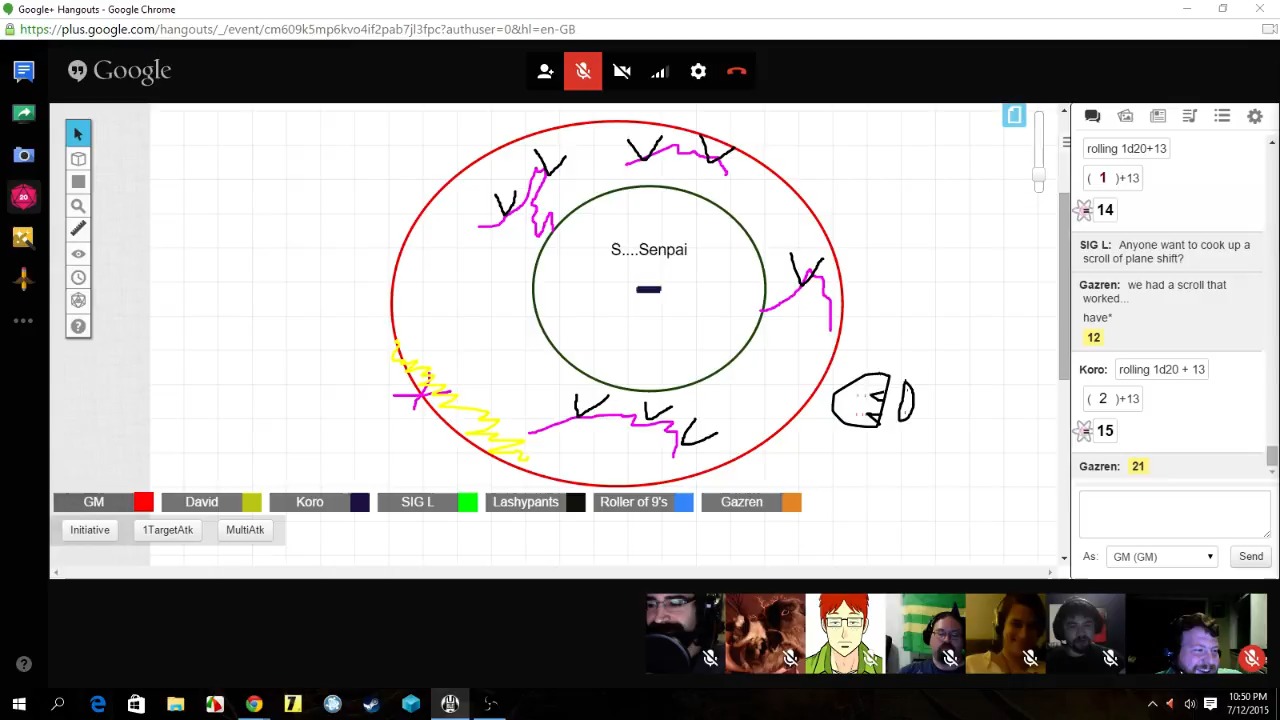 Google+ Hangouts - Google Chrome
https://plus.google.com/hangouts/_/event/cm609k5mp6kvo4if2pab7jl3fpc?authuser=0&hl=en-GB
Google
20
S....Senpai
rolling 1d20+13
( 1 )+13
= 14
SIG L: Anyone want to cook up a
scroll of plane shift?
Gazren: we had a scroll that
worked...
have*
12
Koro: rolling 1d20 + 13
( 2 )+13
= 15
Gazren: 21
GM David Koro SIG L Lashypants Roller of 9's Gazren
Initiative 1TargetAtk MultiAtk
As: GM (GM) Send
10:50 PM
7/12/2015